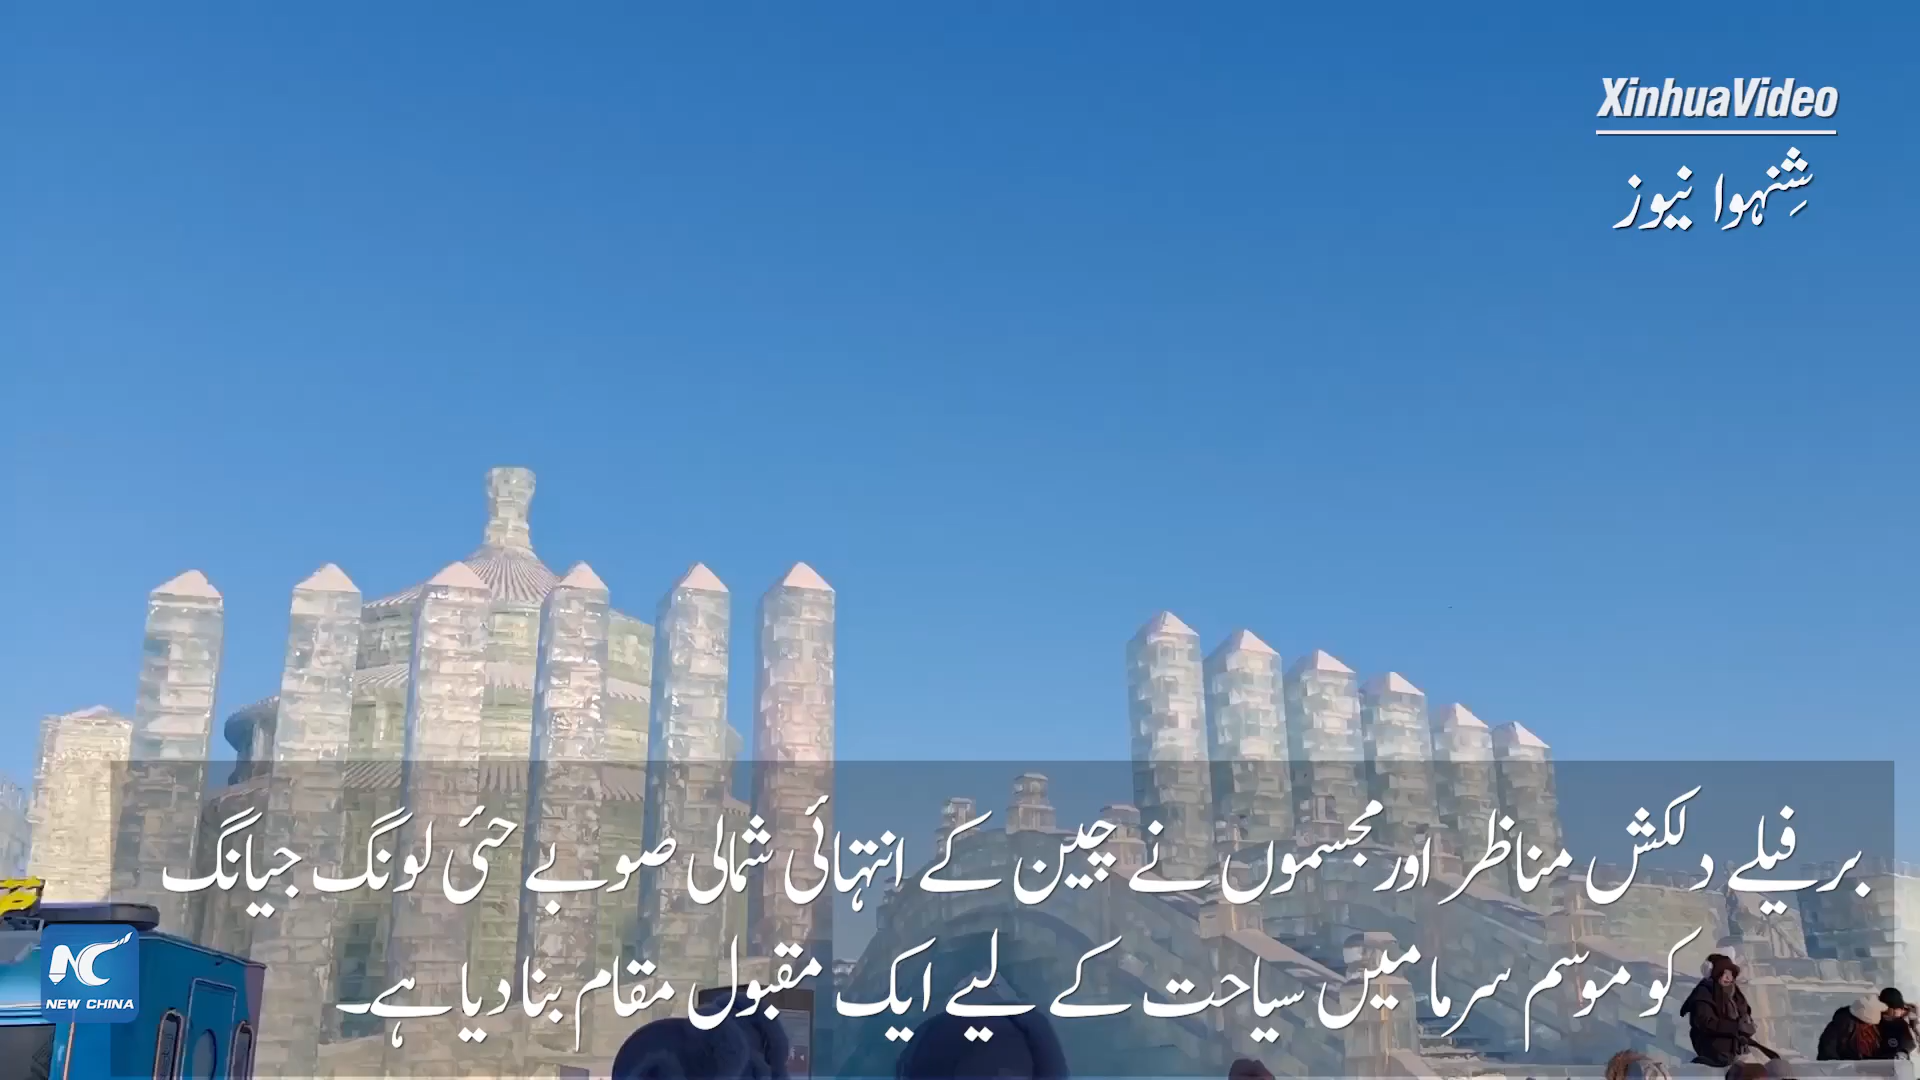 XinhuaVideo
شِنہوا نیوز
برفیلے دلکش مناظر اور مجسموں نے چین کے انتہائی شمالی صوبے حئی لونگ جیانگ
کو موسم سرما میں سیاحت کے لیے ایک مقبول مقام بنا دیا ہے۔
NC
NEW CHINA